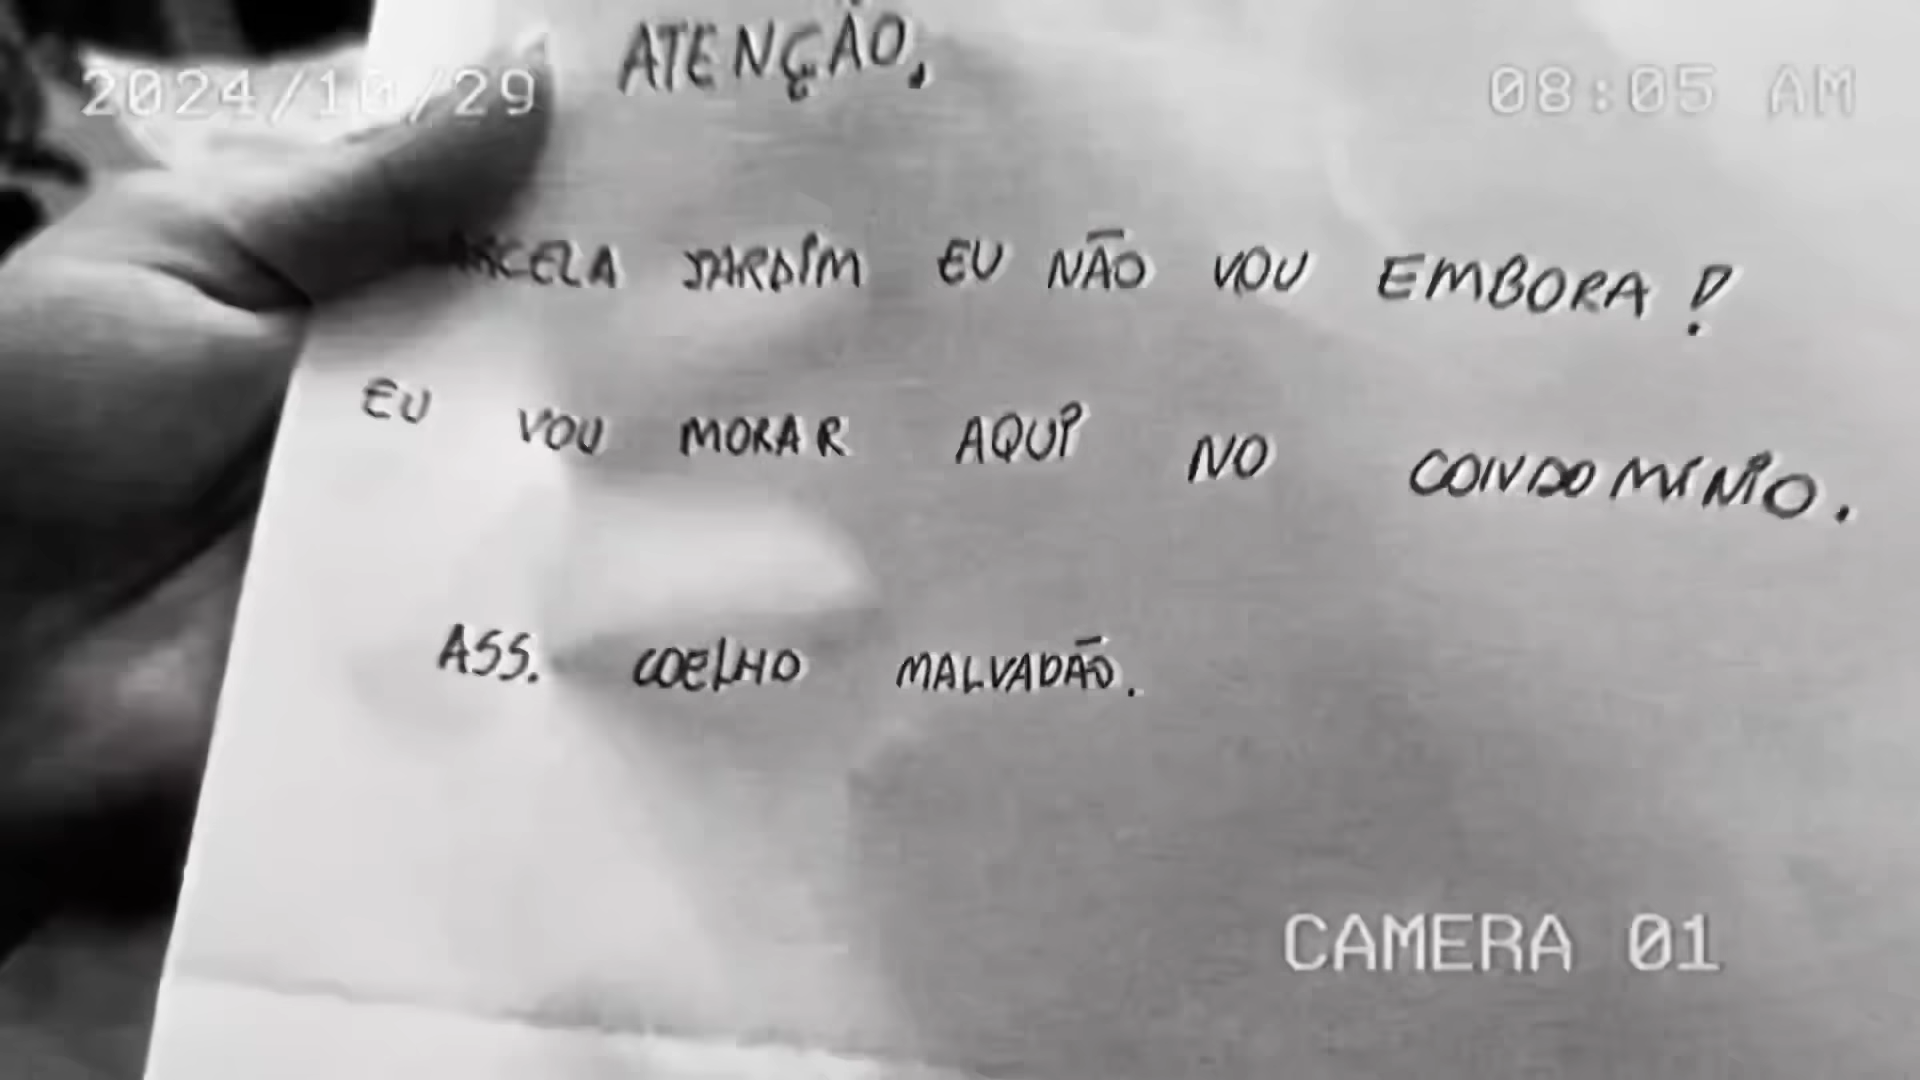 ATENÇÃO.
2024/10/29
08:05 AM
MARCELA JARDIM EU NÃO VOU EMBORA!
EU VOU MORAR AQUI NO CONDOMINIO.
ASS. COELHO MALVADÃO.
CAMERA 01